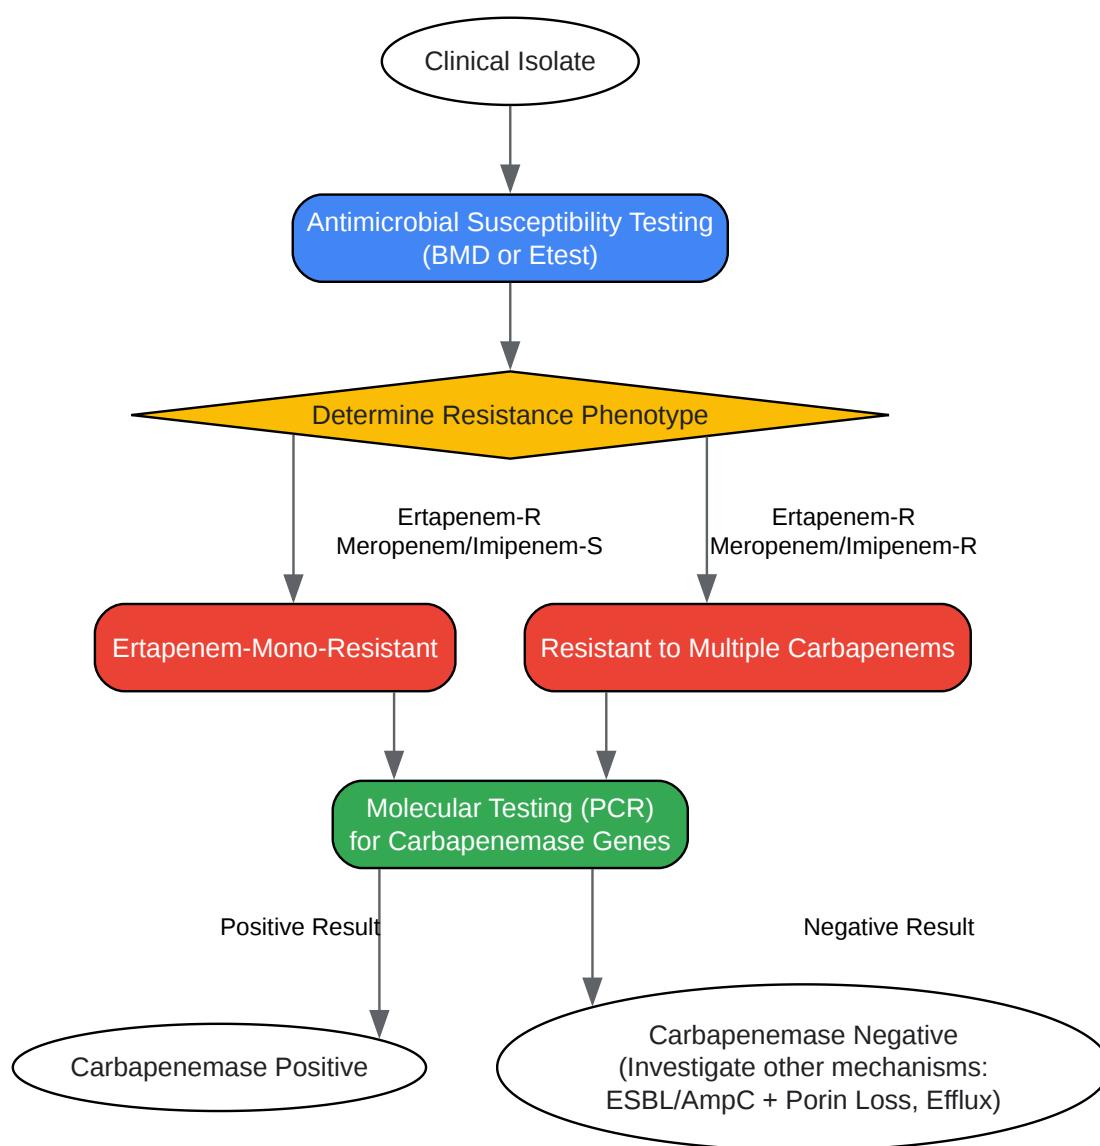 Clinical Isolate
Antimicrobial Susceptibility Testing
(BMD or Etest)
Determine Resistance Phenotype
Ertapenem-R
Meropenem/Imipenem-S
Ertapenem-R
Meropenem/Imipenem-R
Ertapenem-Mono-Resistant
Resistant to Multiple Carbapenems
Molecular Testing (PCR)
for Carbapenemase Genes
Positive Result
Negative Result
Carbapenemase Positive
Carbapenemase Negative
(Investigate other mechanisms:
ESBL/AmpC + Porin Loss, Efflux)